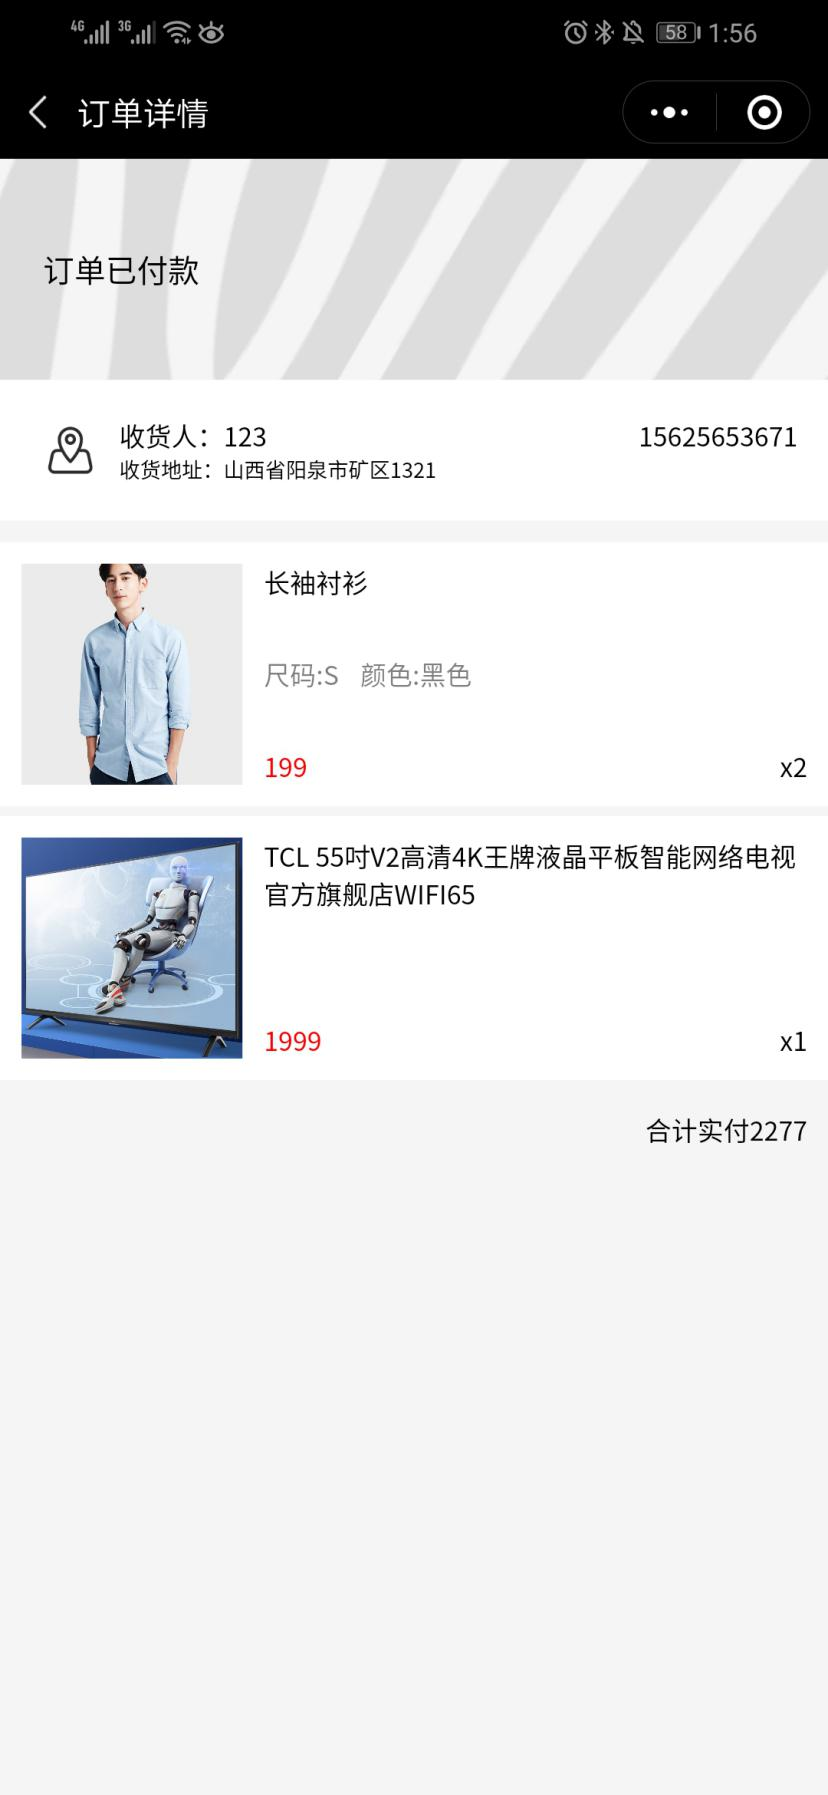 4G 3G 58 1:56
订单详情
订单已付款
收货人：123 15625653671
收货地址：山西省阳泉市矿区1321
长袖衬衫
尺码:S 颜色:黑色
199 x2
TCL 55吋V2高清4K王牌液晶平板智能网络电视
官方旗舰店WIFI65
1999 x1
合计实付2277